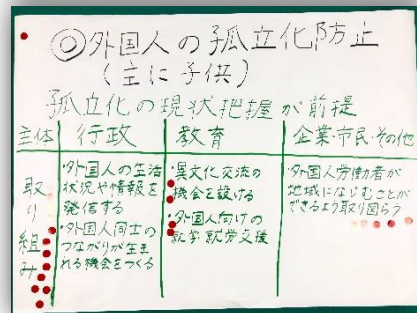 ◎外国人の孤立化防止
(主に子供)
孤立化の現状把握が前提
主体
行政
教育
企業市民・その他
取り組み
・外国人の生活
状況や情報を
発信する
・外国人同士の
つながりが生ま
れる機会をつくる
・異文化交流の
機会を設ける
・外国人向けの
就学就労支援
・外国人労働者が
地域になじむことが
できるよう取り図らう